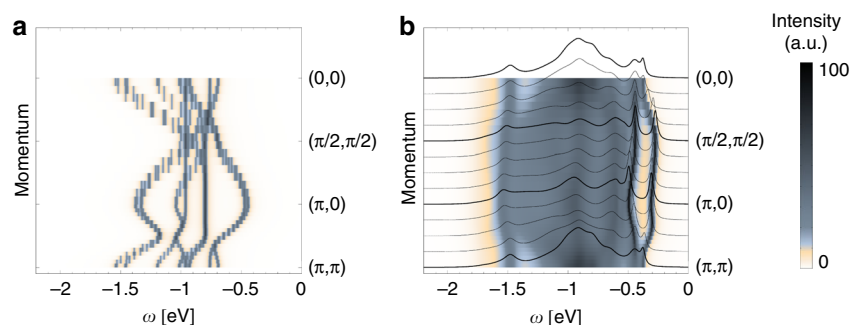 a
b
Intensity
(a.u.)
100
0
Momentum
(0,0)
(π/2,π/2)
(π,0)
(π,π)
−2
−1.5
−1
−0.5
0
ω [eV]
Momentum
(0,0)
(π/2,π/2)
(π,0)
(π,π)
−2
−1.5
−1
−0.5
0
ω [eV]